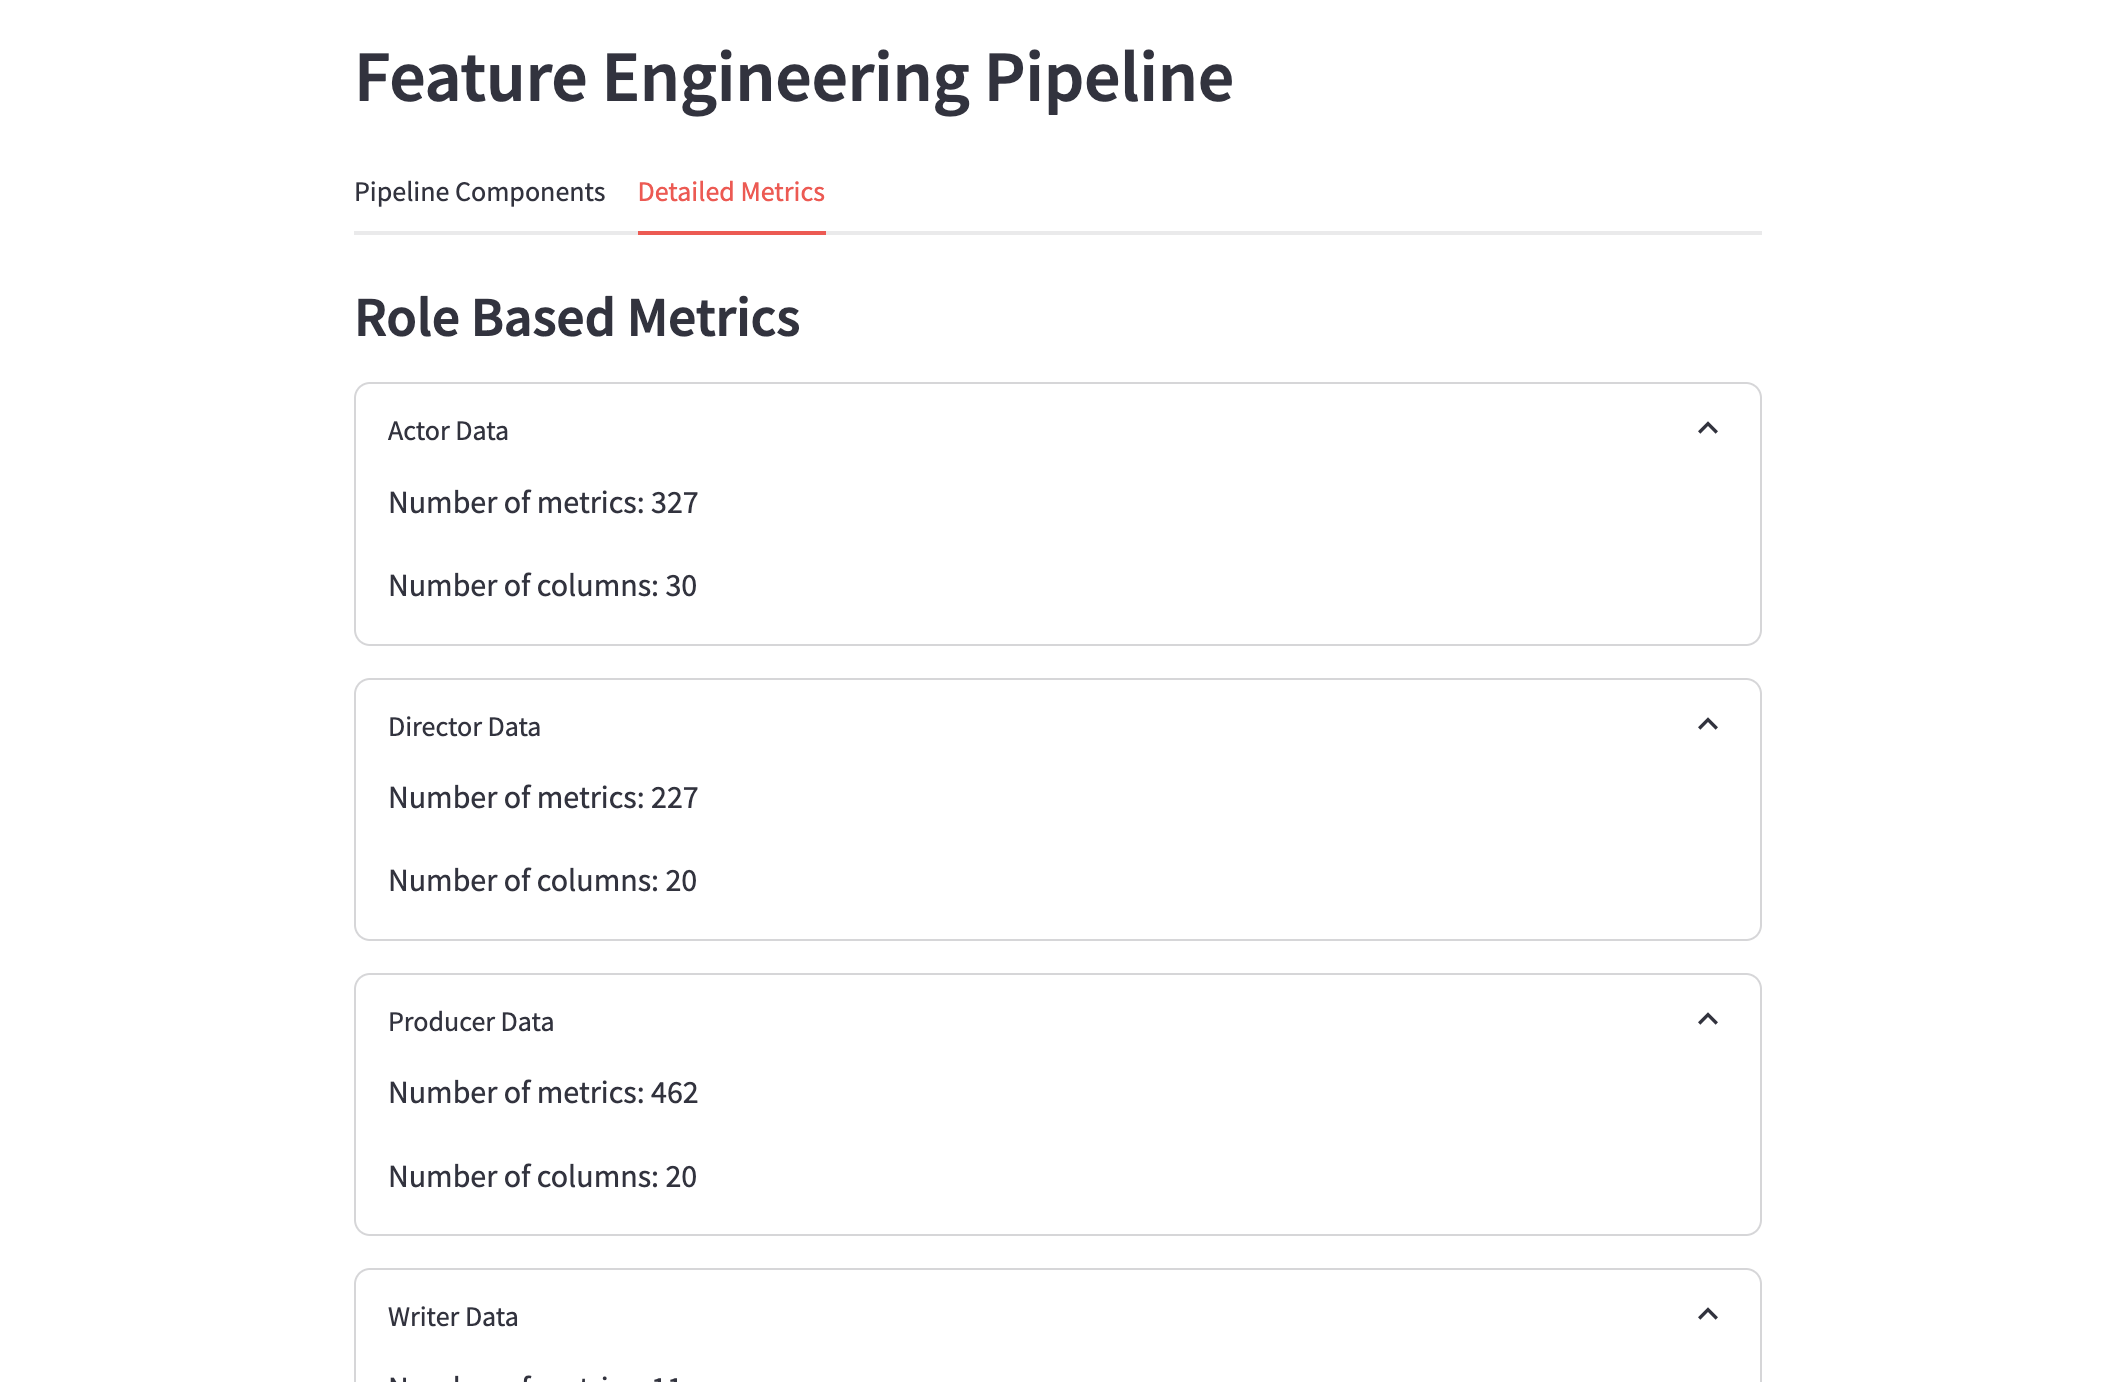 Feature Engineering Pipeline
Pipeline Components Detailed Metrics
Role Based Metrics
Actor Data
Number of metrics: 327
Number of columns: 30
Director Data
Number of metrics: 227
Number of columns: 20
Producer Data
Number of metrics: 462
Number of columns: 20
Writer Data